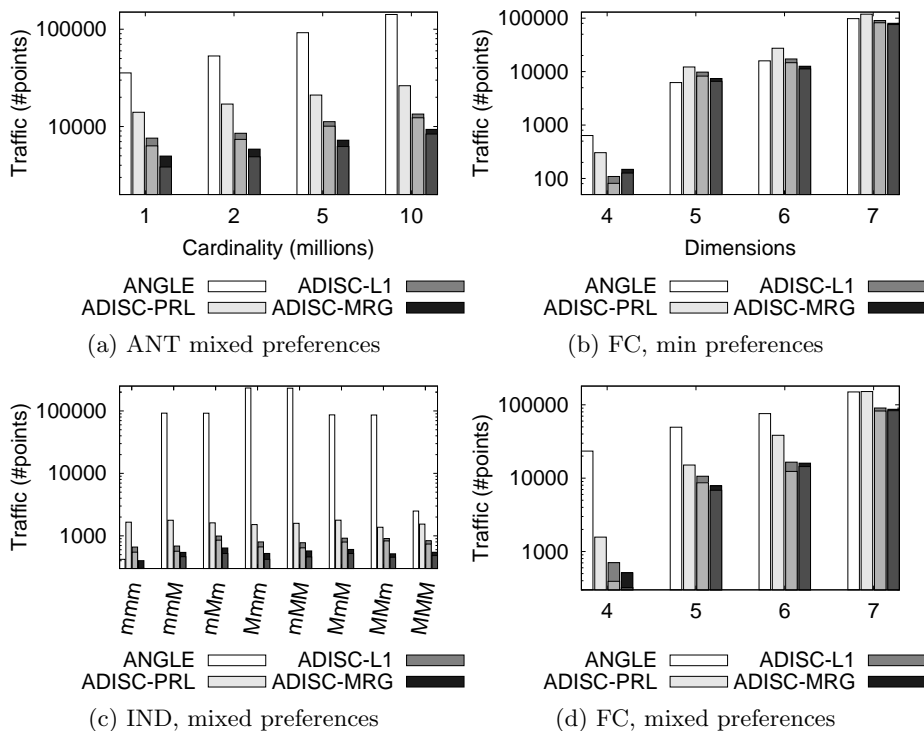 100000
10000
Traffic (#points)
1 2 5 10
Cardinality (millions)
ANGLE ADISC-L1
ADISC-PRL ADISC-MRG
(a) ANT mixed preferences
100000
10000
1000
100
Traffic (#points)
4 5 6 7
Dimensions
ANGLE ADISC-L1
ADISC-PRL ADISC-MRG
(b) FC, min preferences
100000
10000
1000
Traffic (#points)
mmm mmM mMm Mmm mMM MmM MMm MMM
ANGLE ADISC-L1
ADISC-PRL ADISC-MRG
(c) IND, mixed preferences
100000
10000
1000
Traffic (#points)
4 5 6 7
ANGLE ADISC-L1
ADISC-PRL ADISC-MRG
(d) FC, mixed preferences